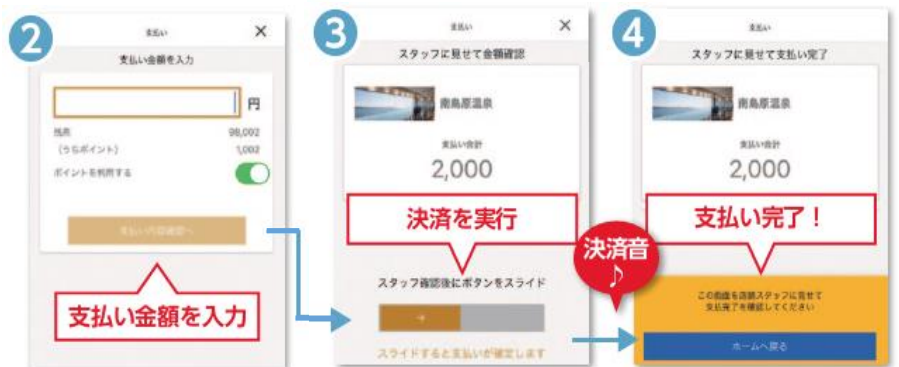 2
支払い
×
支払い金額を入力
円
残高 98,002
(うちポイント) 1,002
ポイントを利用する
支払い内容確認へ
支払い金額を入力
3
支払い
×
スタッフに見せて金額確認
南島原温泉
支払い合計
2,000
決済を実行
スタッフ確認後にボタンをスライド
→
スライドすると支払いが確定します
決済音
♪
4
支払い
スタッフに見せて支払い完了
南島原温泉
支払い合計
2,000
支払い完了!
この画面を店頭スタッフに見せて
支払完了を確認してください
ホームへ戻る